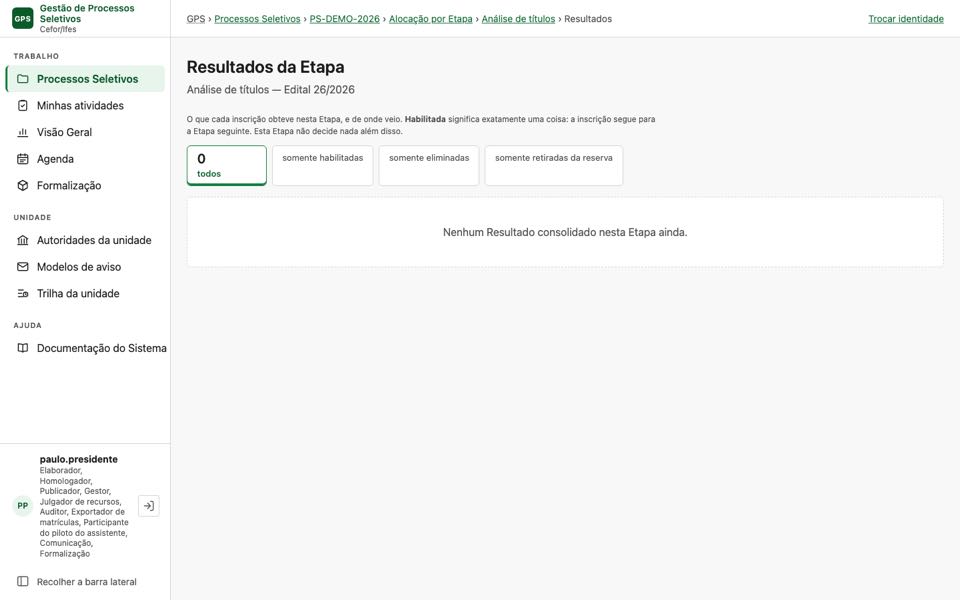 GPS
Gestão de Processos
Seletivos
Cefor/Ifes
GPS › Processos Seletivos › PS-DEMO-2026 › Alocação por Etapa › Análise de títulos › Resultados
Trocar identidade
TRABALHO
Processos Seletivos
Minhas atividades
Visão Geral
Agenda
Formalização
UNIDADE
Autoridades da unidade
Modelos de aviso
Trilha da unidade
AJUDA
Documentação do Sistema
PP
paulo.presidente
Elaborador,
Homologador,
Publicador, Gestor,
Julgador de recursos,
Auditor, Exportador de
matrículas, Participante
do piloto do assistente,
Comunicação,
Formalização
Recolher a barra lateral
Resultados da Etapa
Análise de títulos — Edital 26/2026
O que cada inscrição obteve nesta Etapa, e de onde veio. Habilitada significa exatamente uma coisa: a inscrição segue para
a Etapa seguinte. Esta Etapa não decide nada além disso.
0
todos
somente habilitadas
somente eliminadas
somente retiradas da reserva
Nenhum Resultado consolidado nesta Etapa ainda.